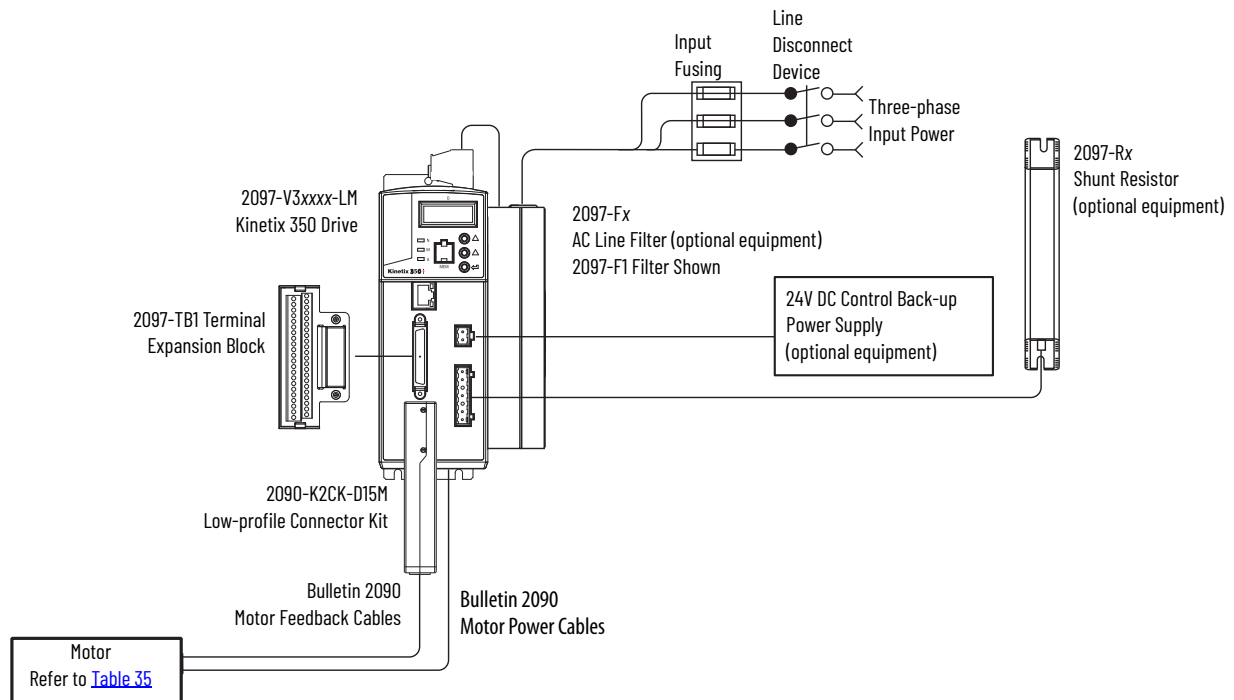 Line
Disconnect
Device
Input
Fusing
Three-phase
Input Power
2097-Rx
Shunt Resistor
(optional equipment)
2097-V3xxxx-LM
Kinetix 350 Drive
2097-Fx
AC Line Filter (optional equipment)
2097-F1 Filter Shown
Kinetix 350
24V DC Control Back-up
Power Supply
(optional equipment)
2097-TB1 Terminal
Expansion Block
2090-K2CK-D15M
Low-profile Connector Kit
Bulletin 2090
Motor Feedback Cables
Bulletin 2090
Motor Power Cables
Motor
Refer to Table 35